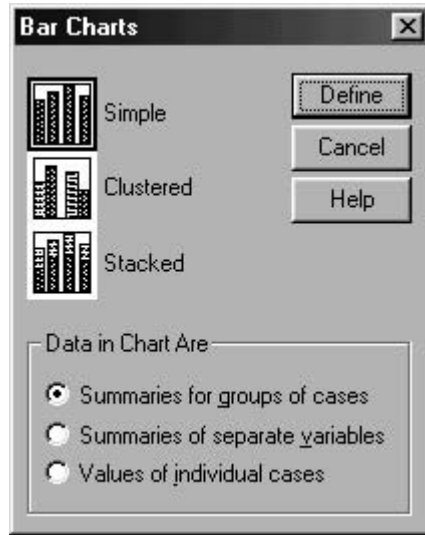 Bar Charts
Simple
Clustered
Stacked
Define
Cancel
Help
Data in Chart Are
Summaries for groups of cases
Summaries of separate variables
Values of individual cases